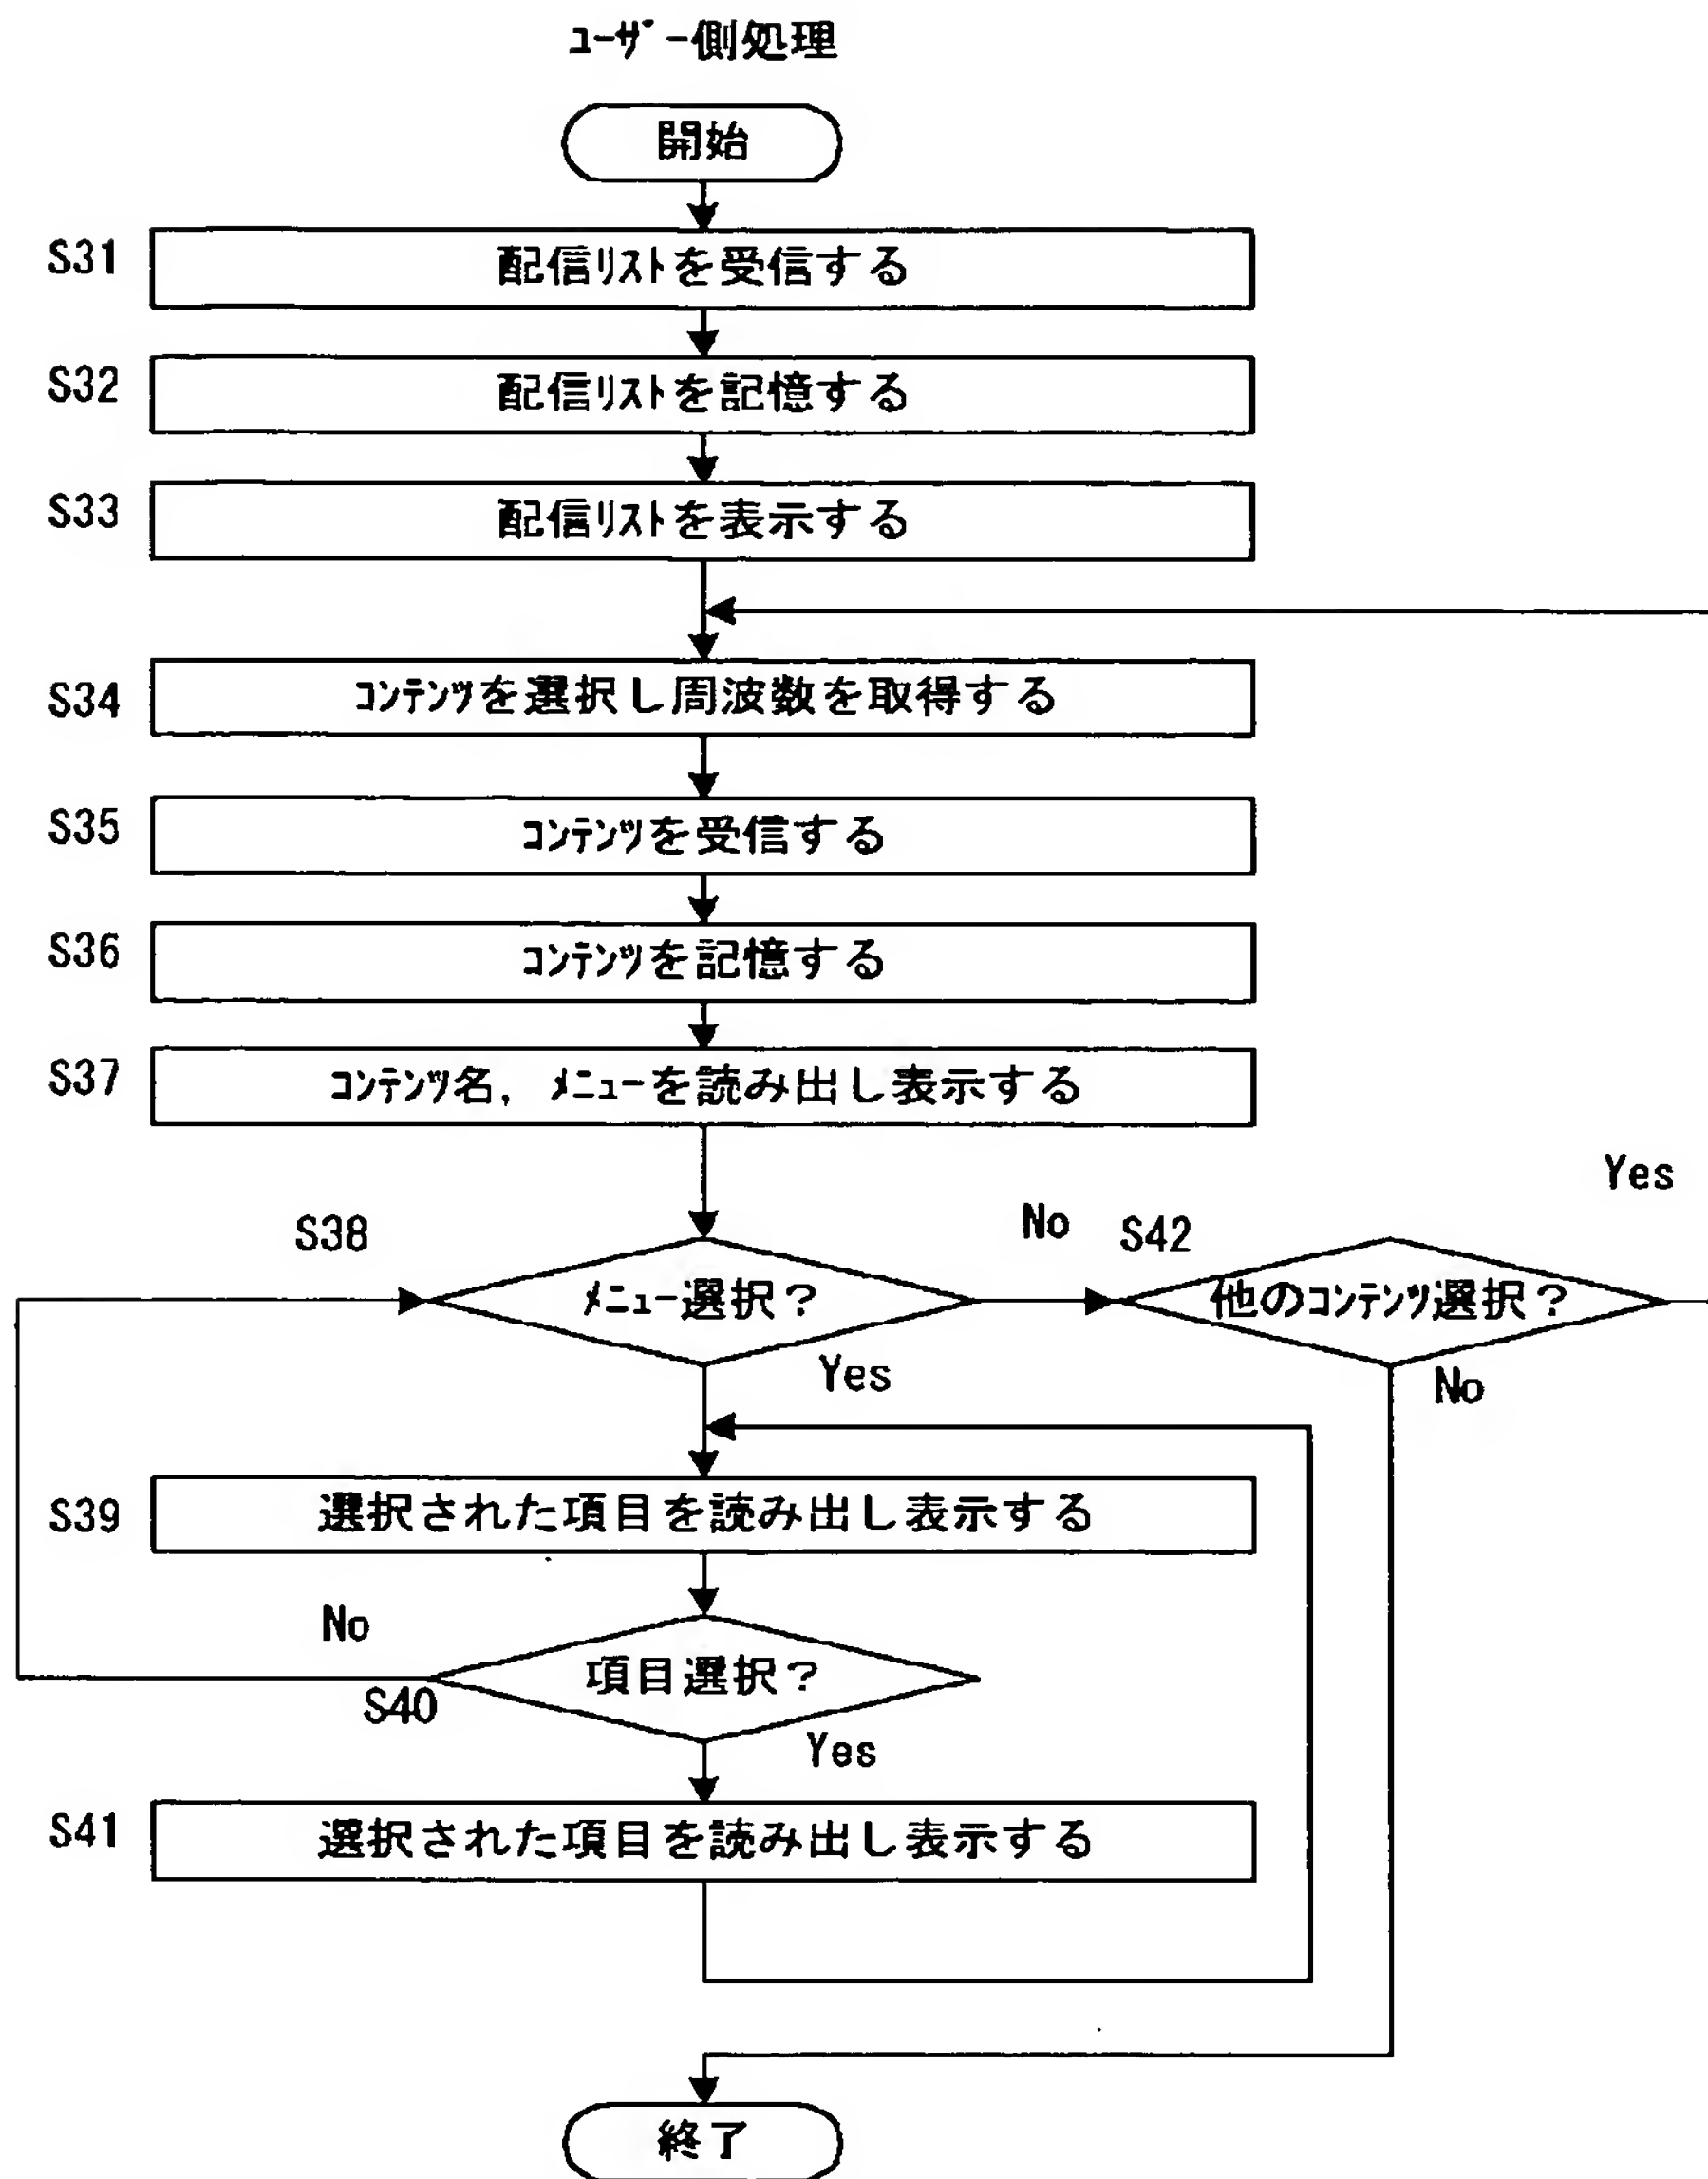 ﾕｰｻﾞｰ側処理
開始
S31 配信ﾘｽﾄを受信する
S32 配信ﾘｽﾄを記憶する
S33 配信ﾘｽﾄを表示する
S34 ｺﾝﾃﾝﾂを選択し周波数を取得する
S35 ｺﾝﾃﾝﾂを受信する
S36 ｺﾝﾃﾝﾂを記憶する
S37 ｺﾝﾃﾝﾂ名，ﾒﾆｭｰを読み出し表示する
Yes
S38 No S42
ﾒﾆｭｰ選択？ 他のｺﾝﾃﾝﾂ選択？
Yes No
S39 選択された項目を読み出し表示する
No
項目選択？
S40
Yes
S41 選択された項目を読み出し表示する
終了